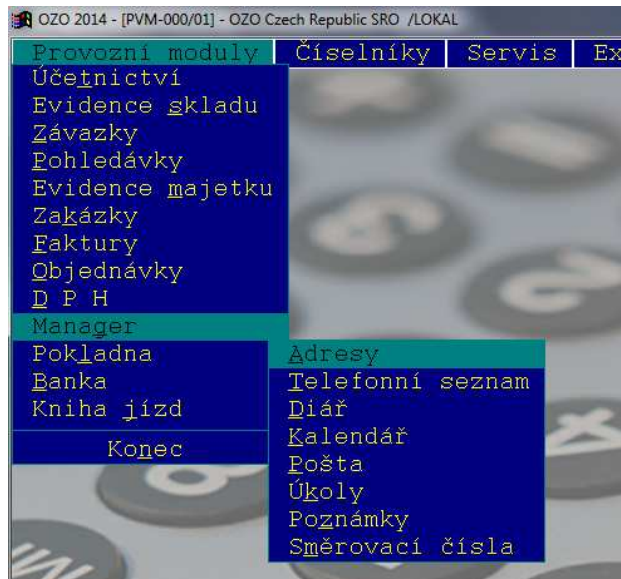 OZO 2014 - [PVM-000/01] - OZO Czech Republic SRO /LOKAL
Provozní moduly Číselníky Servis Ex
Účetnictví
Evidence skladu
Závazky
Pohledávky
Evidence majetku
Zakázky
Faktury
Objednávky
D P H
Manager
Pokladna
Banka
Kniha jízd
Konec
Adresy
Telefonní seznam
Diář
Kalendář
Pošta
Úkoly
Poznámky
Směrovací čísla